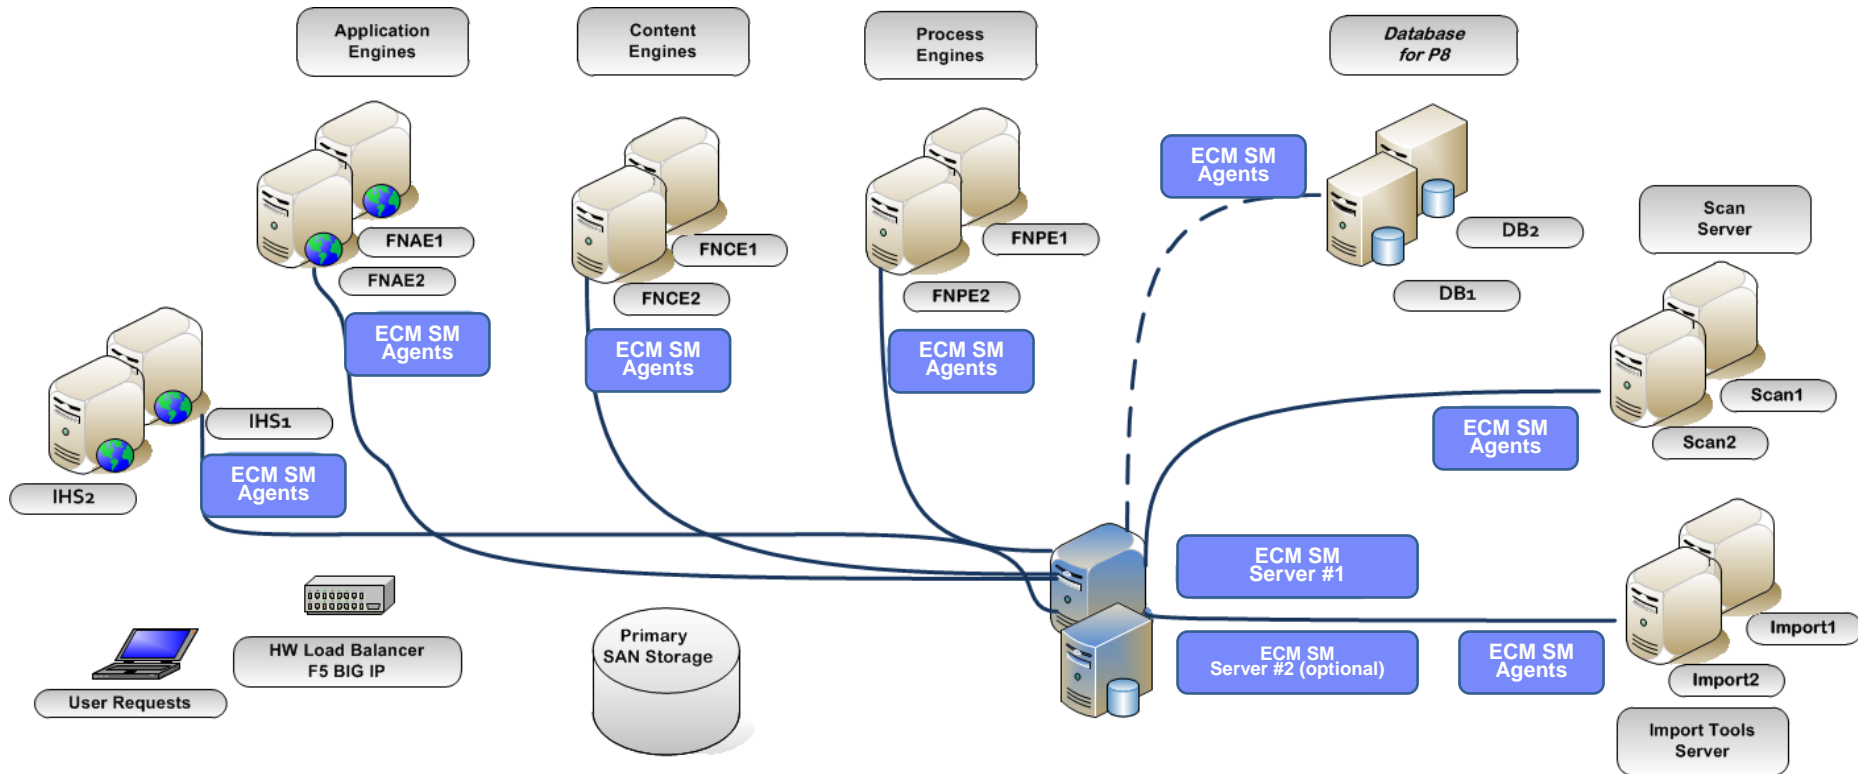 Application
Engines
Content
Engines
Process
Engines
Database
for P8
ECM SM
Agents
Scan
Server
FNAE1
FNAE2
FNCE1
FNCE2
FNPE1
FNPE2
DB2
DB1
ECM SM
Agents
ECM SM
Agents
ECM SM
Agents
Scan1
Scan2
IHS1
IHS2
ECM SM
Agents
ECM SM
Agents
ECM SM
Server #1
ECM SM
Server #2 (optional)
ECM SM
Agents
Import1
Import2
Import Tools
Server
HW Load Balancer
F5 BIG IP
User Requests
Primary
SAN Storage